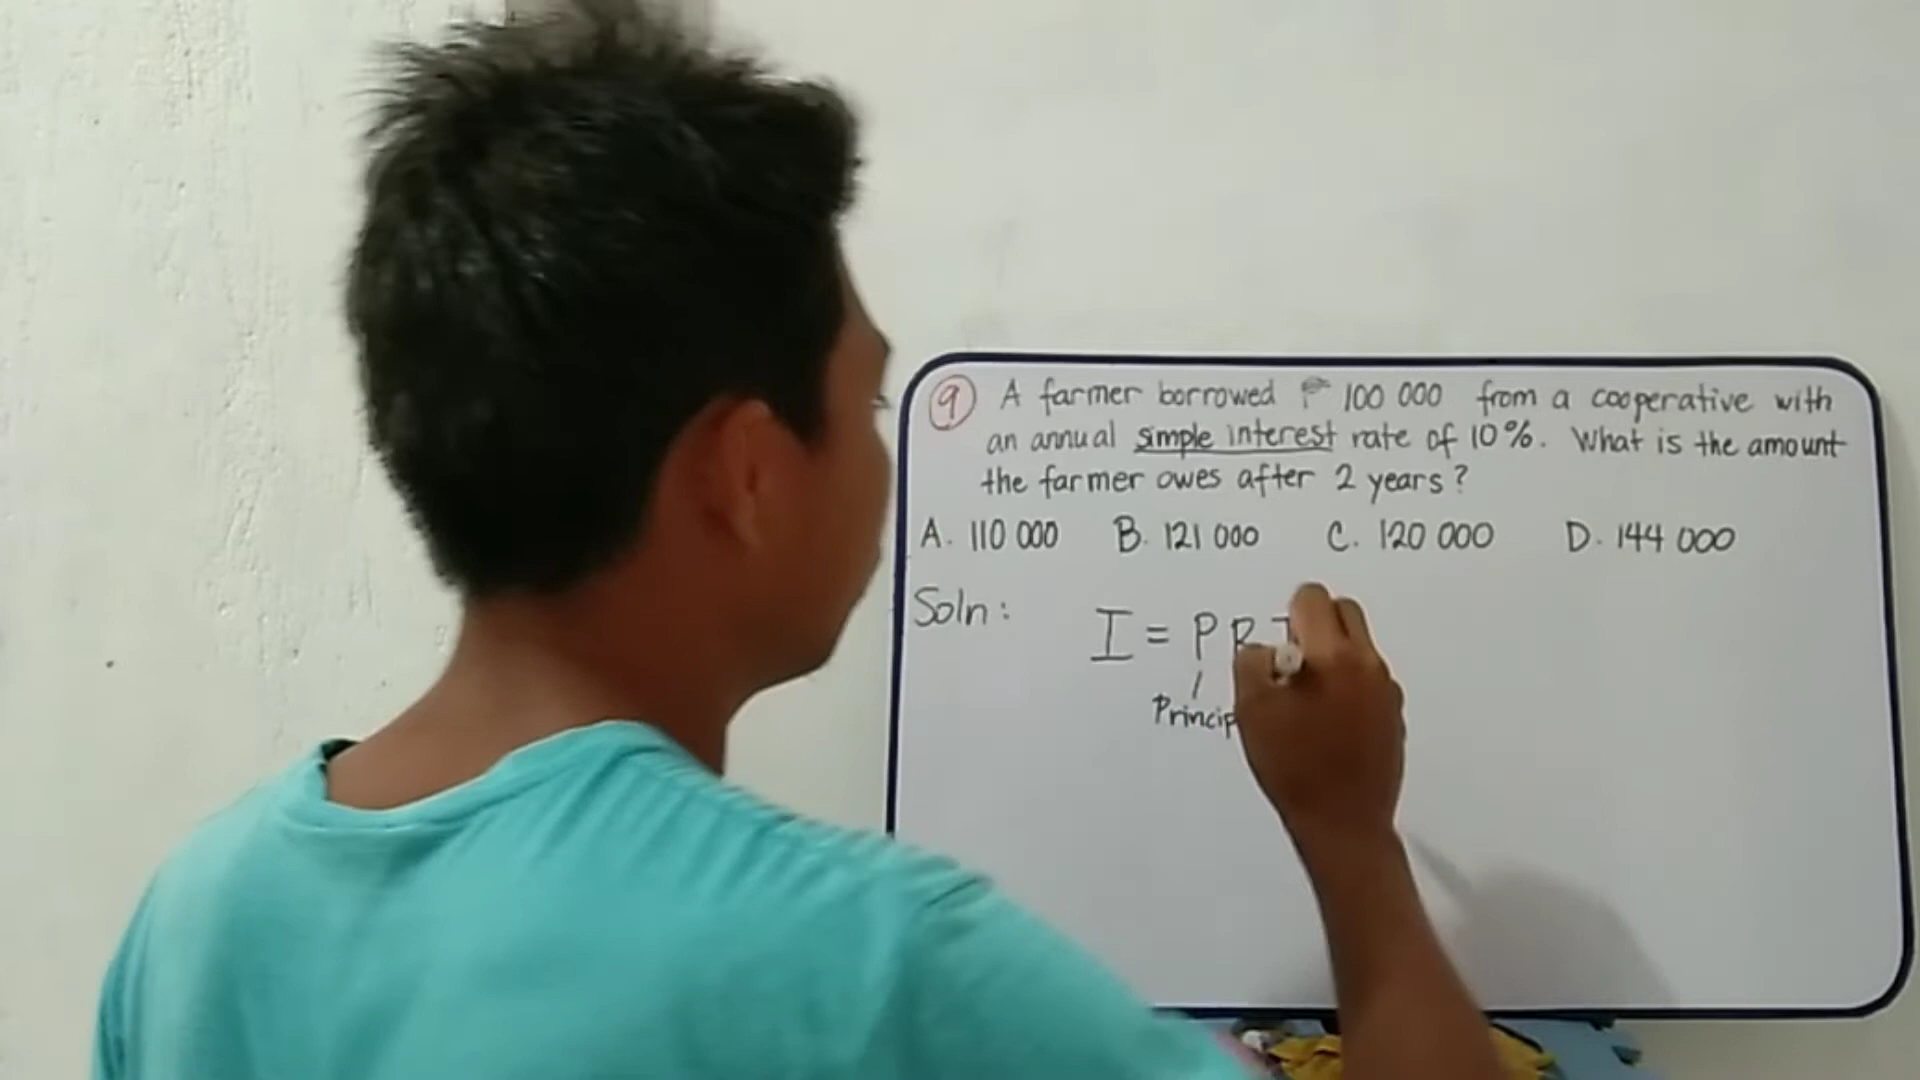 9 A farmer borrowed ₱ 100 000 from a cooperative with
an annual simple interest rate of 10%. What is the amount
the farmer owes after 2 years?
A. 110 000 B. 121 000 C. 120 000 D. 144 000
Soln: I = P R T
Princip